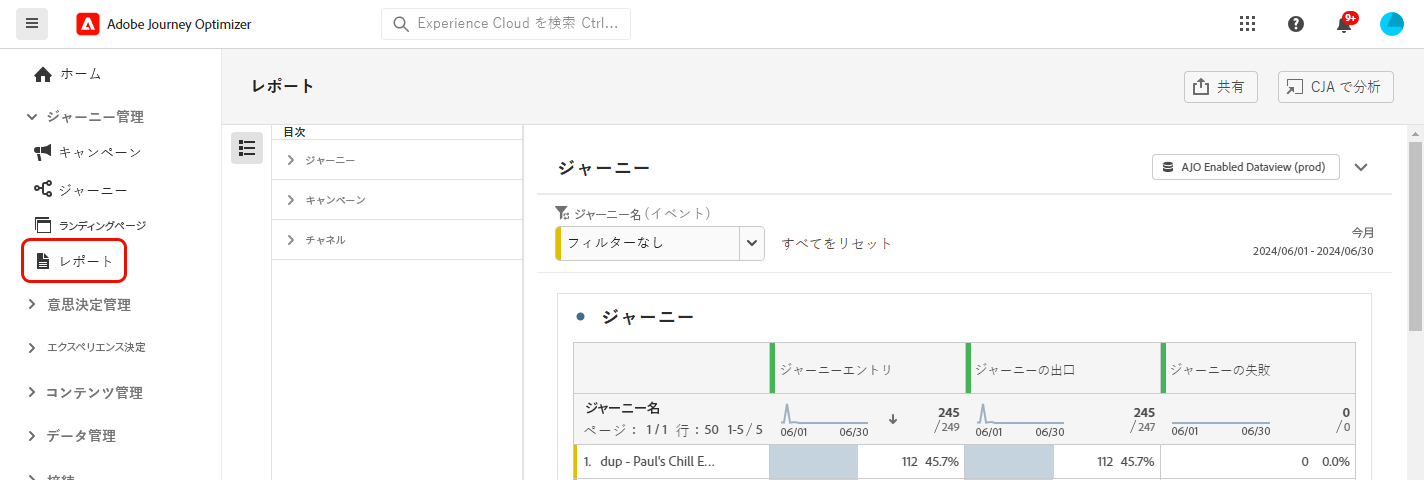 Adobe Journey Optimizer
Experience Cloud を検索 Ctrl...
9+
ホーム
ジャーニー管理
キャンペーン
ジャーニー
ランディングページ
レポート
意思決定管理
エクスペリエンス決定
コンテンツ管理
データ管理
接続
レポート
共有
CJA で分析
目次
ジャーニー
キャンペーン
チャネル
ジャーニー
AJO Enabled Dataview (prod)
ジャーニー名 (イベント)
フィルターなし
すべてをリセット
今月
2024/06/01 - 2024/06/30
ジャーニー
ジャーニーエントリ
ジャーニーの出口
ジャーニーの失敗
ジャーニー名
ページ： 1 / 1 行：50 1-5 / 5
06/01 06/30
245
/ 249
06/01 06/30
245
/ 247
06/01 06/30
0
/ 0
1. dup - Paul's Chill E... 112 45.7% 112 45.7% 0 0.0%